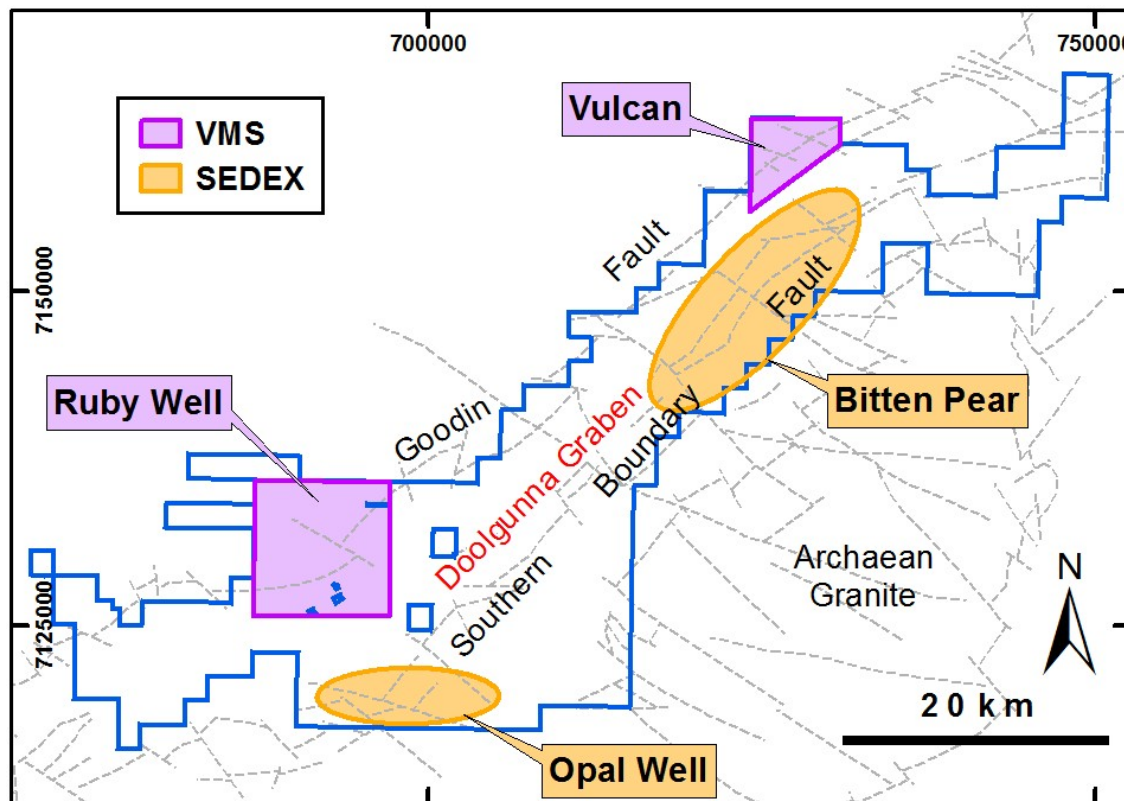 700000
750000
VMS
SEDEX
Vulcan
Fault
7150000
Fault
Ruby Well
Bitten Pear
Goodin
Doolgunna Graben
Boundary
Archaean
Granite
N
7125000
Southern
20 km
Opal Well